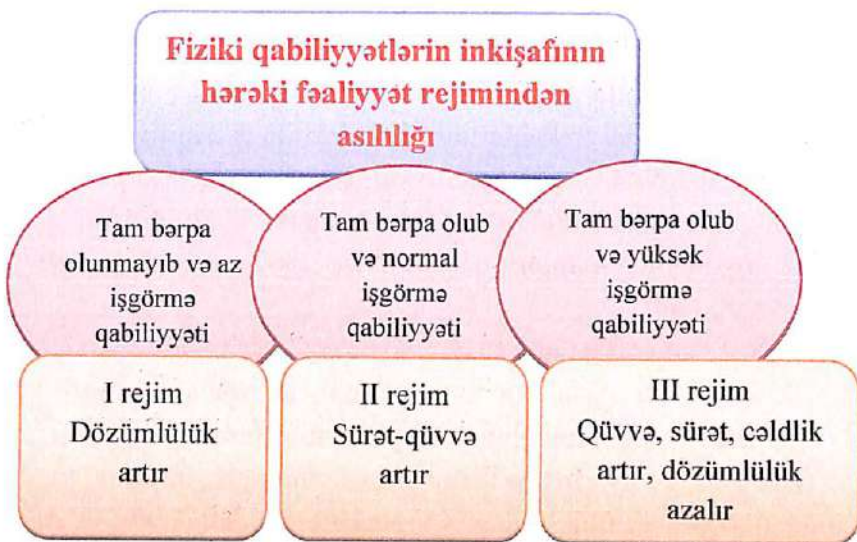 Fiziki qabiliyyətlərin inkişafının
hərəki fəaliyyət rejimindən
asılılığı
Tam bərpa
olunmayıb və az
işgörmə
qabiliyyəti
Tam bərpa olub
və normal
işgörmə
qabiliyyəti
Tam bərpa olub
və yüksək
işgörmə
qabiliyyəti
I rejim
Dözümlülük
artır
II rejim
Sürət-qüvvə
artır
III rejim
Qüvvə, sürət, cəldlik
artır, dözümlülük
azalır